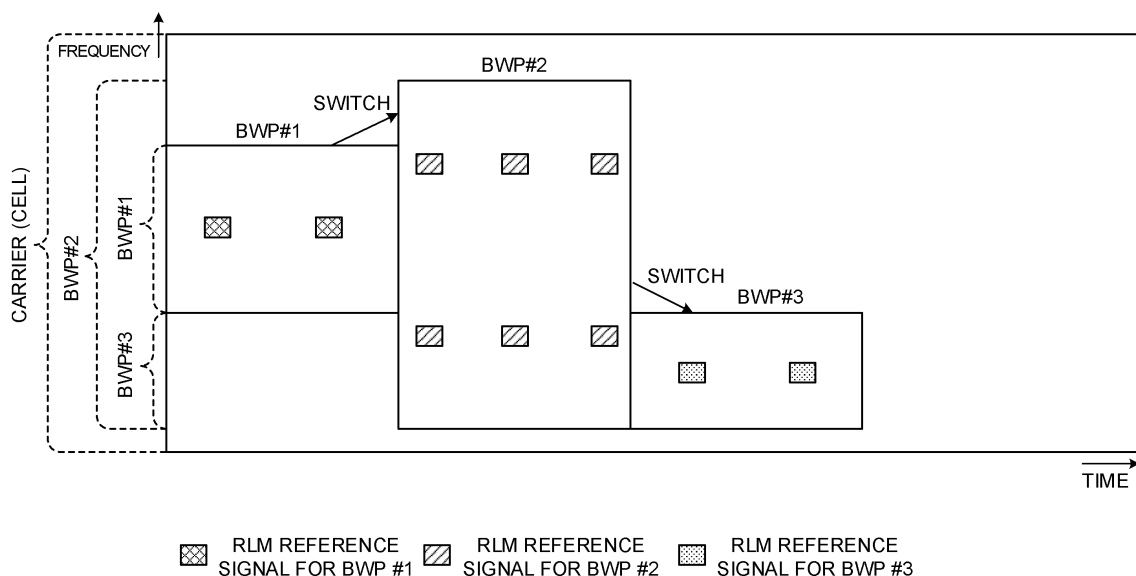 FREQUENCY
BWP#2
SWITCH
BWP#1
CARRIER (CELL)
BWP#2
BWP#1
BWP#3
SWITCH
BWP#3
TIME
RLM REFERENCE
SIGNAL FOR BWP #1
RLM REFERENCE
SIGNAL FOR BWP #2
RLM REFERENCE
SIGNAL FOR BWP #3